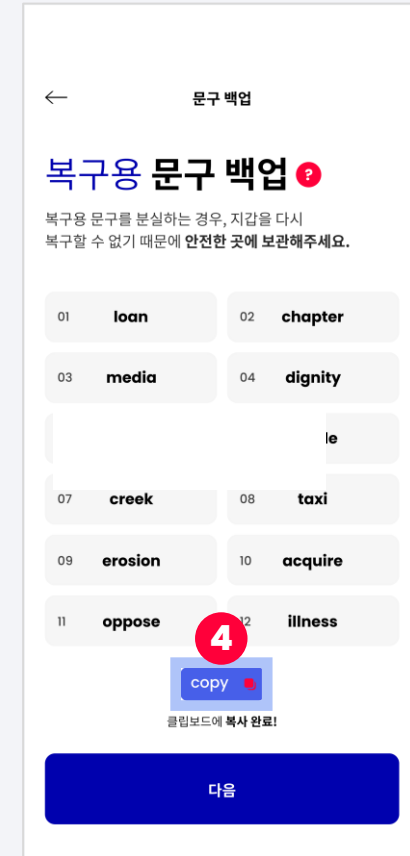 문구 백업
복구용 문구 백업 ?
복구용 문구를 분실하는 경우, 지갑을 다시
복구할 수 없기 때문에 안전한 곳에 보관해주세요.
01 loan 02 chapter
03 media 04 dignity
le
07 creek 08 taxi
09 erosion 10 acquire
11 oppose 12 illness
4
copy
클립보드에 복사 완료!
다음